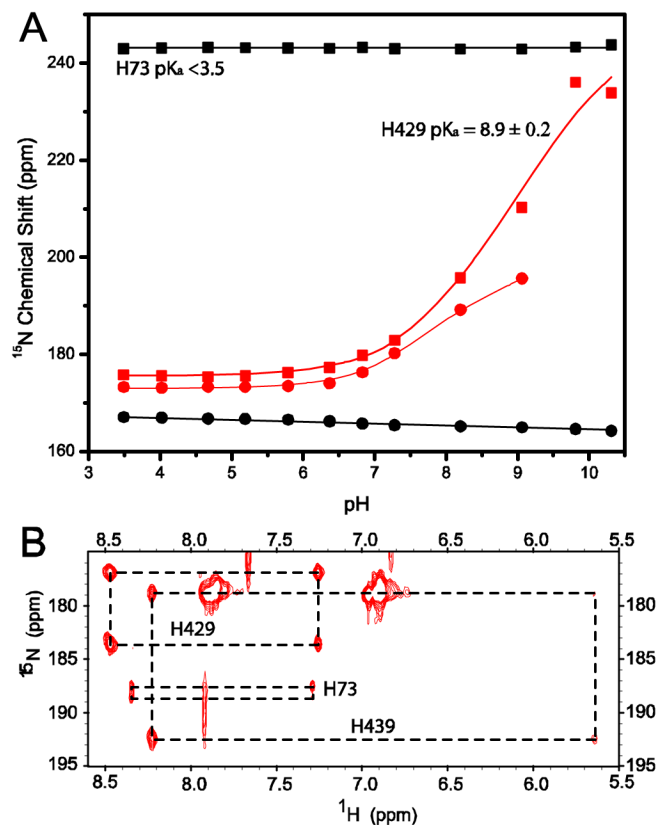 A
240
220
200
180
160
¹⁵N Chemical Shift (ppm)
H73 pKₐ <3.5
H429 pKₐ = 8.9 ± 0.2
3 4 5 6 7 8 9 10
pH
B
8.5 8.0 7.5 7.0 6.5 6.0 5.5
180 180
185 185
190 190
195 195
¹⁵N (ppm)
H429
H73
H439
8.5 8.0 7.5 7.0 6.5 6.0 5.5
¹H (ppm)